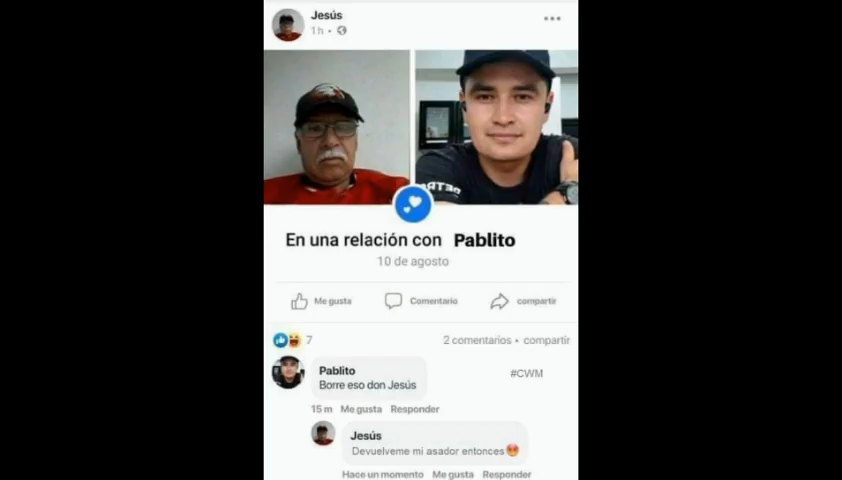 Jesús
1 h
DETRO
En una relación con Pablito
10 de agosto
Me gusta
Comentario
compartir
7
2 comentarios • compartir
Pablito
Borre eso don Jesús
#CWM
15 m Me gusta Responder
Jesús
Devuelveme mi asador entonces
Hace un momento Me gusta Responder